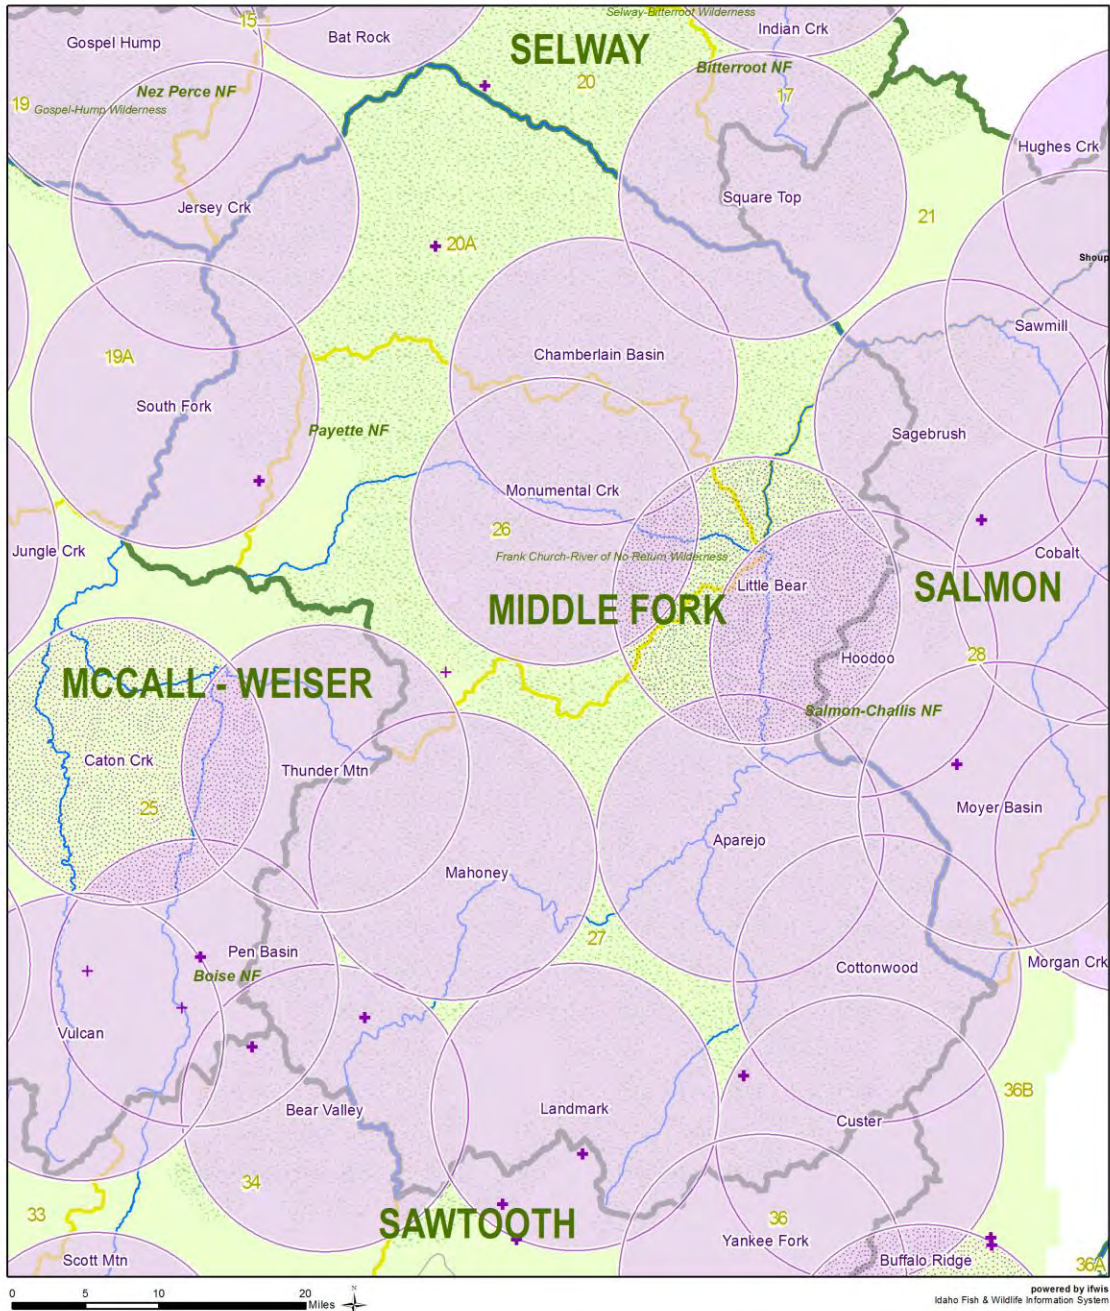 Selway-Bitterroot Wilderness
15
Indian Crk
Bat Rock
Gospel Hump
SELWAY
Bitterroot NF
20
Nez Perce NF
17
19
Gospel-Hump Wilderness
Hughes Crk
Square Top
Jersey Crk
21
20A
Shoup
Sawmill
19A
Chamberlain Basin
South Fork
Payette NF
Sagebrush
Monumental Crk
26
Jungle Crk
Frank Church-River of No Return Wilderness
Cobalt
Little Bear
SALMON
MIDDLE FORK
Hoodoo
28
MCCALL - WEISER
Salmon-Challis NF
Caton Crk
Thunder Mtn
25
Moyer Basin
Aparejo
Mahoney
27
Pen Basin
Boise NF
Cottonwood
Morgan Crk
Vulcan
36B
Bear Valley
Landmark
Custer
34
33
SAWTOOTH
36
Yankee Fork
Scott Mtn
Buffalo Ridge
36A
0 5 10 20
Miles
N
powered by ifwis
Idaho Fish & Wildlife Information System